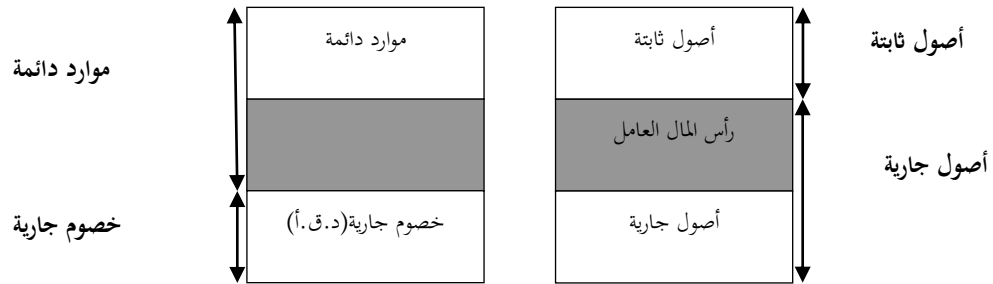 أصول ثابتة
أصول ثابتة
موارد دائمة
موارد دائمة
رأس المال العامل
أصول جارية
أصول جارية
خصوم جارية(د.ق.أ)
خصوم جارية